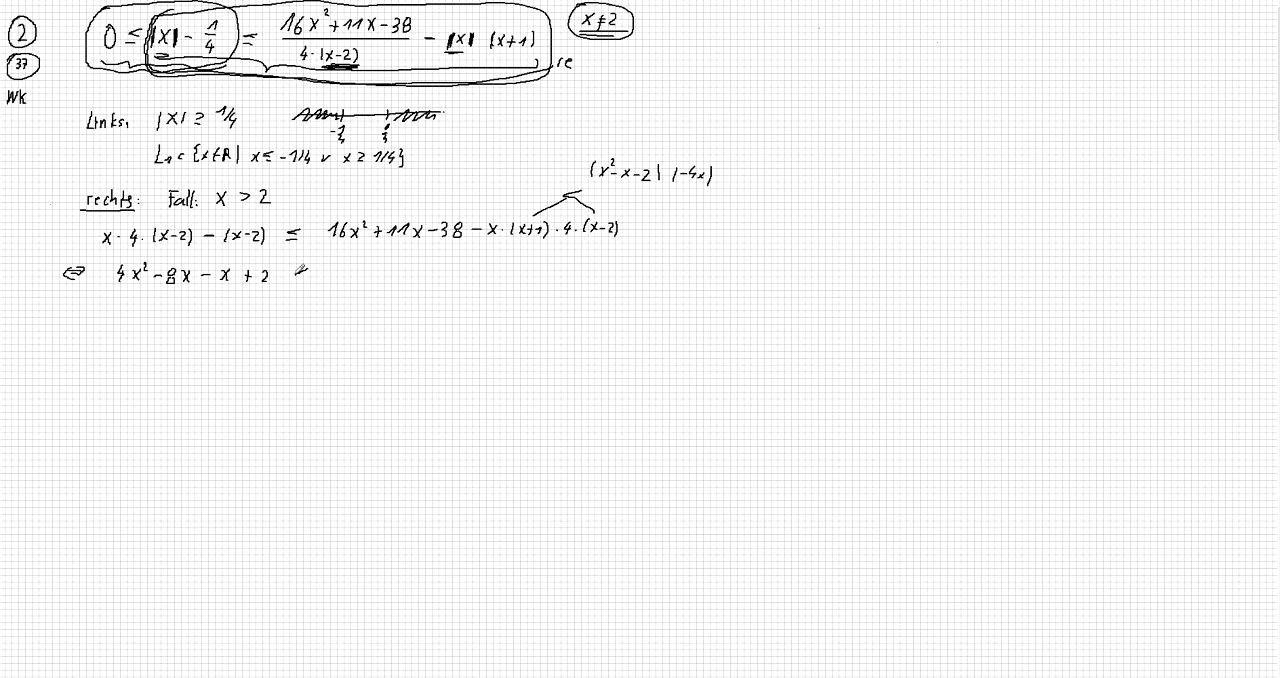 ② 0 ≤ |x| - 1/4 ≤ (16x² + 11x - 38) / (4·(x-2)) - |x| (x+1) x≠2
37 re
WK
Links: |x| ≥ 1/4 -1/4 1/4
L₁ = {x∈R | x ≤ -1/4 v x ≥ 1/4}
(x²-x-2) (-4x)
rechts: Fall: x > 2
x·4·(x-2) - (x-2) ≤ 16x² + 11x - 38 - x·(x+1)·4·(x-2)
⇔ 4x² - 8x - x + 2